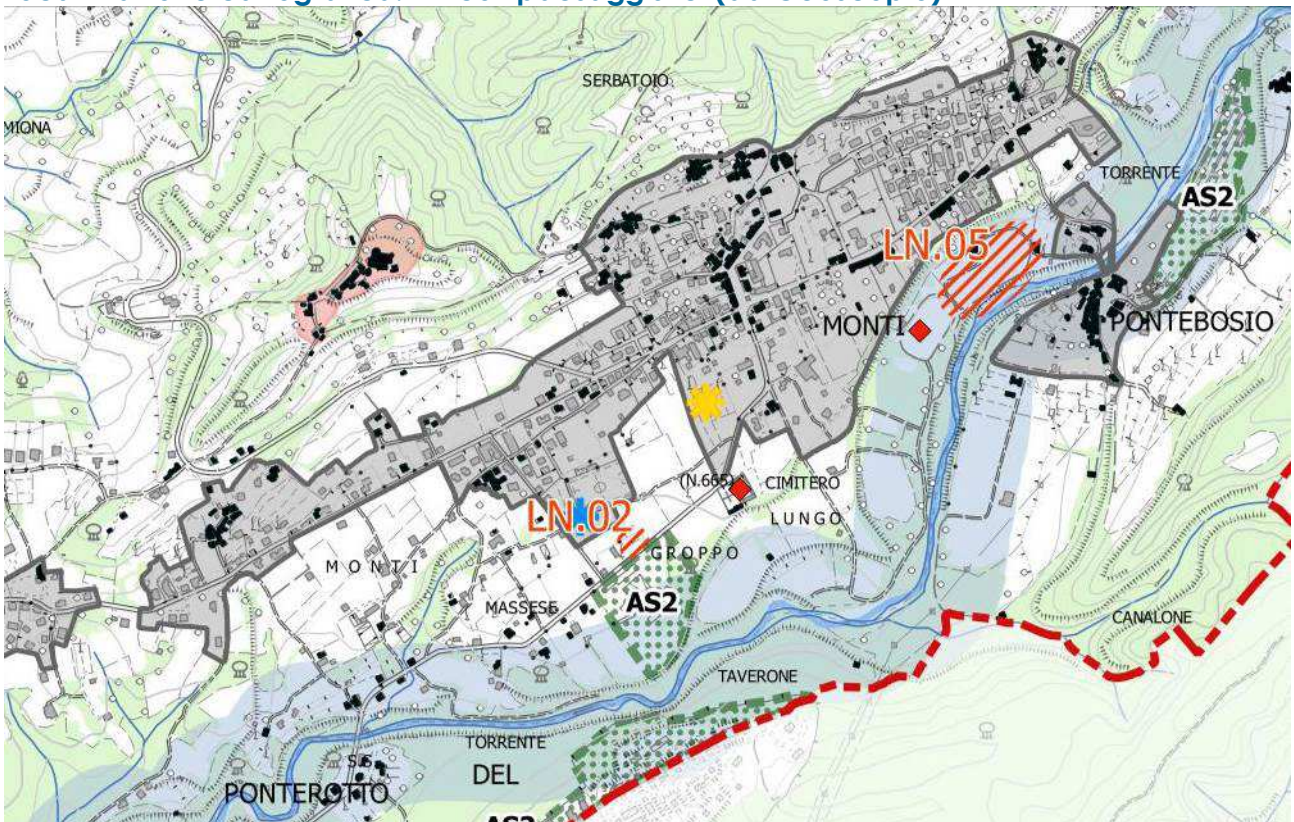 SERBATOIO
MIONA
TORRENTE
AS2
LN.05
MONTI
PONTEBOSIO
(N.665)
CIMITERO
LN.02
LUNGO
GROPPO
MONTI
MASSESE
AS2
CANALONE
TAVERONE
TORRENTE
DEL
PONTEROTTO
AS2